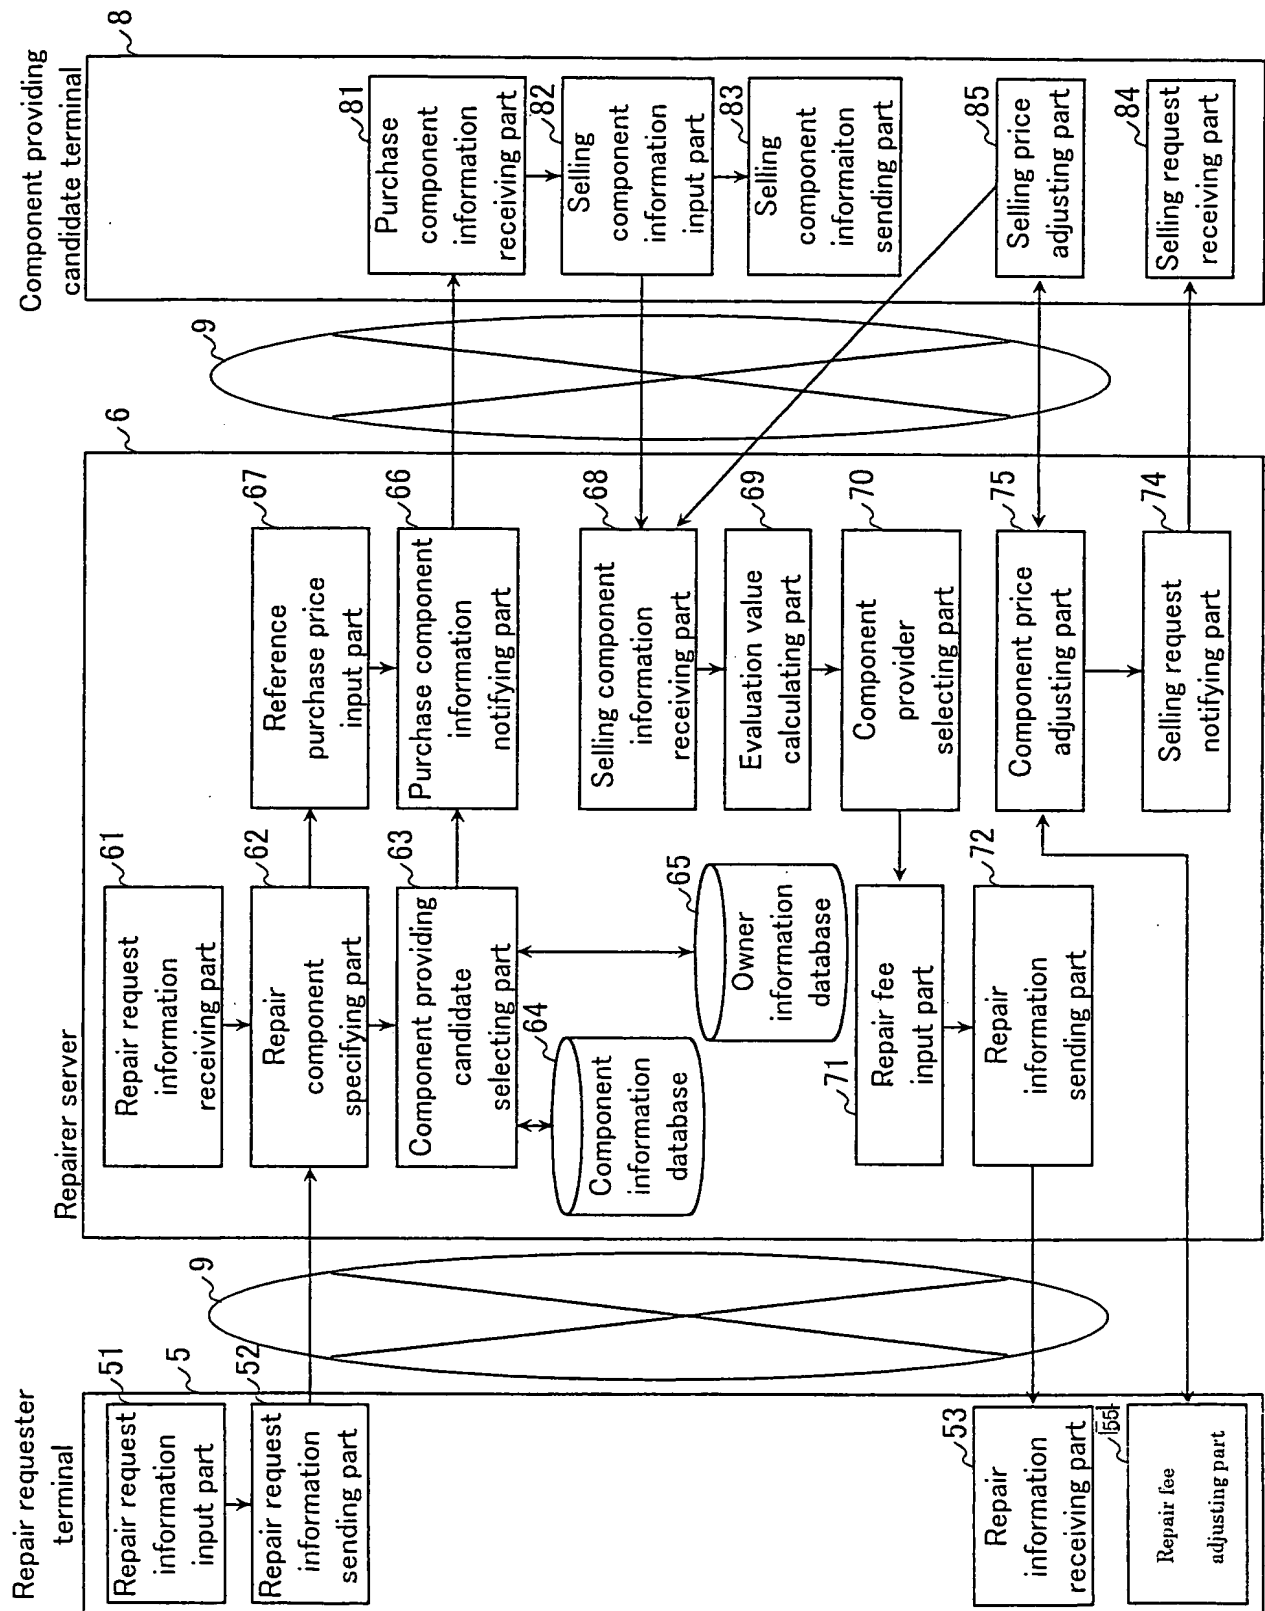 Repair requester
terminal
5
Repair request
information
input part
51
Repair request
information
sending part
52
Repair
information
receiving part
53
Repair fee
adjusting part
55
9
Repairer server
6
Repair request
information
receiving part
61
Repair
component
specifying part
62
Component providing
candidate
selecting part
63
Component
information
database
64
Owner
information
database
65
Reference
purchase price
input part
67
Purchase component
information
notifying part
66
Selling component
information
receiving part
68
Evaluation value
calculating part
69
Component
provider
selecting part
70
Repair fee
input part
71
Repair
information
sending part
72
Component price
adjusting part
75
Selling request
notifying part
74
9
Component providing
candidate terminal
8
Purchase
component
information
receiving part
81
Selling
component
information
input part
82
Selling
component
informaiton
sending part
83
Selling price
adjusting part
85
Selling request
receiving part
84